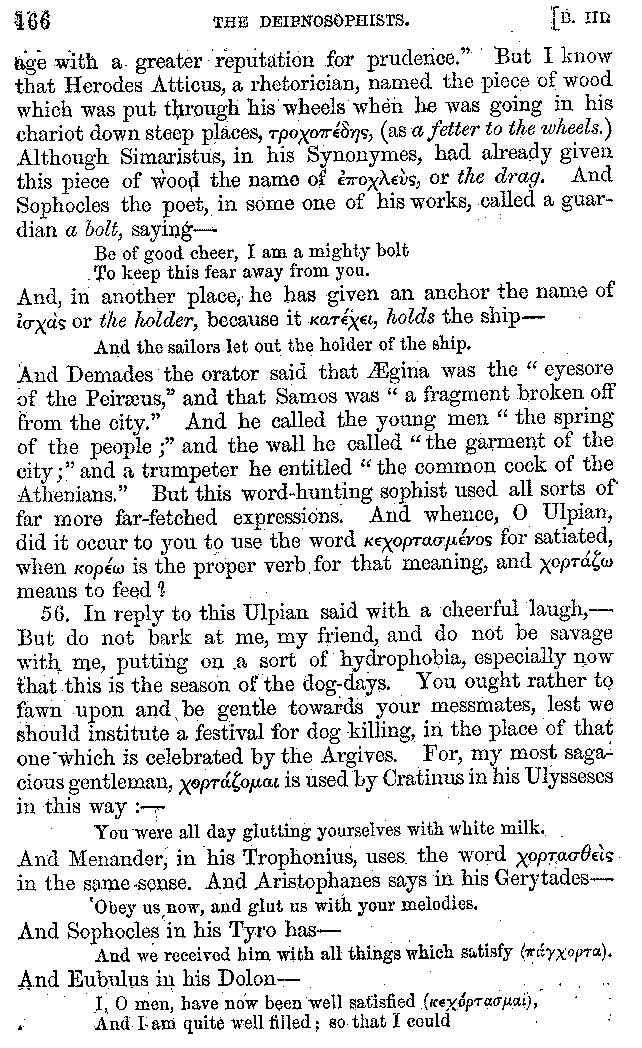 166 THE DEIPNOSOPHISTS. [B. III.
age with a greater reputation for prudence.” But I know
that Herodes Atticus, a rhetorician, named the piece of wood
which was put through his wheels when he was going in his
chariot down steep places, τροχοπέδης, (as a fetter to the wheels.)
Although Simaristus, in his Synonymes, had already given
this piece of wood the name of ἐποχλεὺς, or the drag. And
Sophocles the poet, in some one of his works, called a guar-
dian a bolt, saying—
Be of good cheer, I am a mighty bolt
To keep this fear away from you.
And, in another place, he has given an anchor the name of
ἰσχὰς or the holder, because it κατέχει, holds the ship—
And the sailors let out the holder of the ship.
And Demades the orator said that Ægina was the “ eyesore
of the Peiræus,” and that Samos was “ a fragment broken off
from the city.” And he called the young men “ the spring
of the people ;” and the wall he called “ the garment of the
city ;” and a trumpeter he entitled “ the common cock of the
Athenians.” But this word-hunting sophist used all sorts of
far more far-fetched expressions. And whence, O Ulpian,
did it occur to you to use the word κεχορτασμένος for satiated,
when κορέω is the proper verb for that meaning, and χορτάζω
means to feed ?
56. In reply to this Ulpian said with a cheerful laugh,—
But do not bark at me, my friend, and do not be savage
with me, putting on a sort of hydrophobia, especially now
that this is the season of the dog-days. You ought rather to
fawn upon and be gentle towards your messmates, lest we
should institute a festival for dog killing, in the place of that
one which is celebrated by the Argives. For, my most saga-
cious gentleman, χορτάζομαι is used by Cratinus in his Ulysseses
in this way :—
You were all day glutting yourselves with white milk.
And Menander, in his Trophonius, uses the word χορτασθεὶς
in the same sense. And Aristophanes says in his Gerytades—
Obey us now, and glut us with your melodies.
And Sophocles in his Tyro has—
And we received him with all things which satisfy (πάγχορτα).
And Eubulus in his Dolon—
I, O men, have now been well satisfied (κεχόρτασμαι),
And I am quite well filled ; so that I could